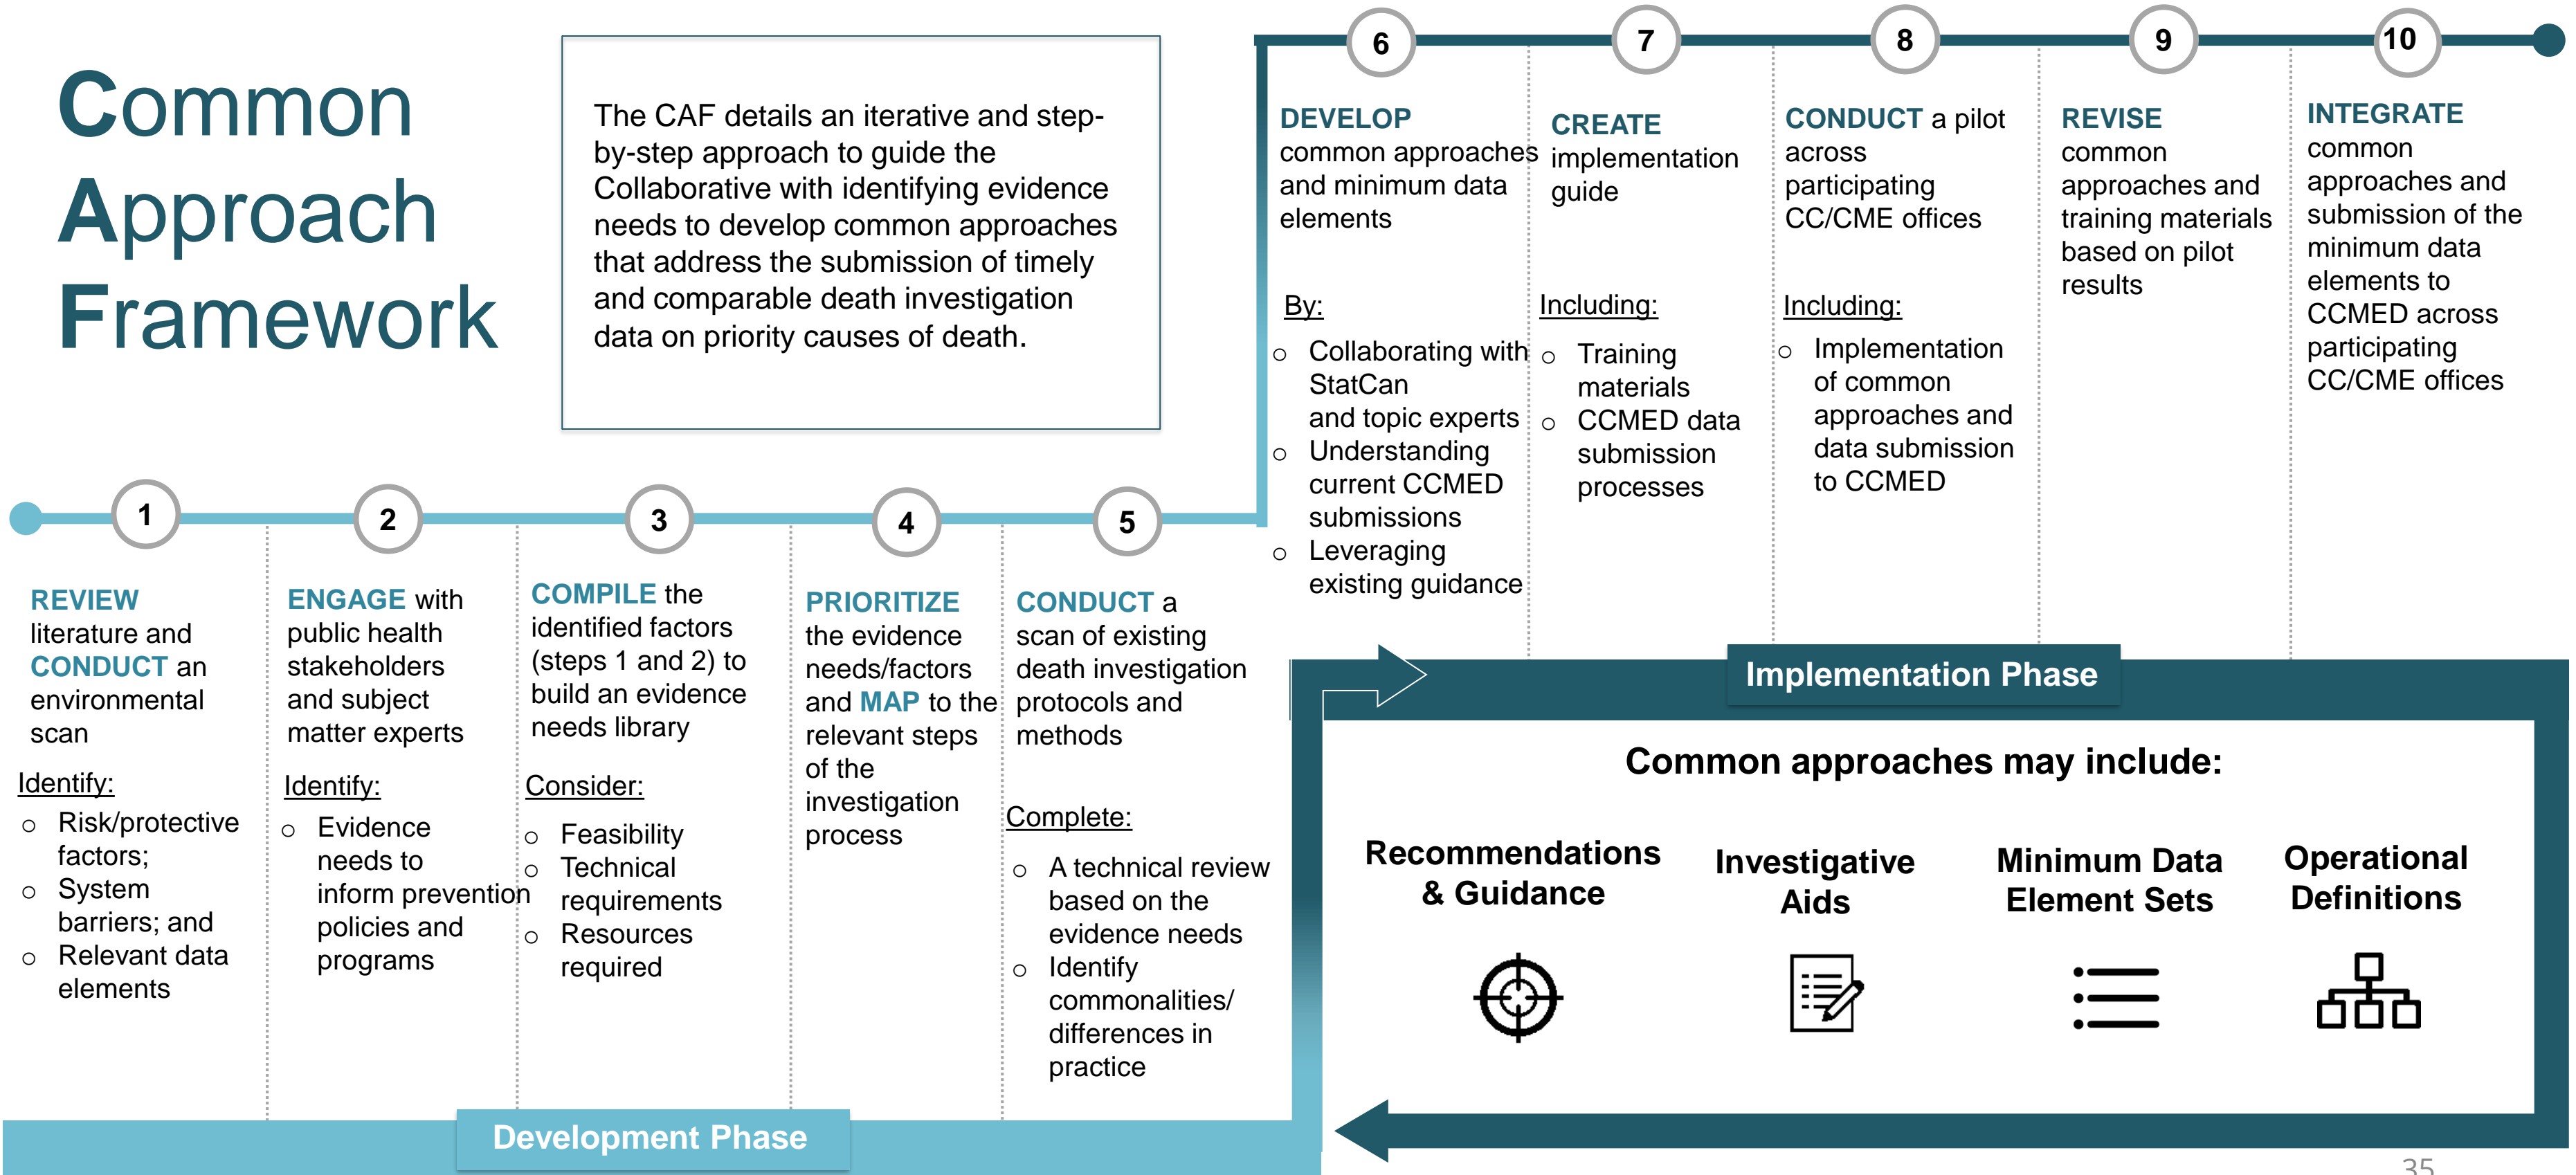 Common
Approach
Framework
The CAF details an iterative and step-
by-step approach to guide the
Collaborative with identifying evidence
needs to develop common approaches
that address the submission of timely
and comparable death investigation
data on priority causes of death.
1
REVIEW
literature and
CONDUCT an
environmental
scan
Identify:
○ Risk/protective
factors;
○ System
barriers; and
○ Relevant data
elements
2
ENGAGE with
public health
stakeholders
and subject
matter experts
Identify:
○ Evidence
needs to
inform prevention
policies and
programs
3
COMPILE the
identified factors
(steps 1 and 2) to
build an evidence
needs library
Consider:
○ Feasibility
○ Technical
requirements
○ Resources
required
4
PRIORITIZE
the evidence
needs/factors
and MAP to the
relevant steps
of the
investigation
process
5
CONDUCT a
scan of existing
death investigation
protocols and
methods
Complete:
○ A technical review
based on the
evidence needs
○ Identify
commonalities/
differences in
practice
Development Phase
6
DEVELOP
common approaches
and minimum data
elements
By:
○ Collaborating with
StatCan
and topic experts
○ Understanding
current CCMED
submissions
○ Leveraging
existing guidance
7
CREATE
implementation
guide
Including:
○ Training
materials
○ CCMED data
submission
processes
8
CONDUCT a pilot
across
participating
CC/CME offices
Including:
○ Implementation
of common
approaches and
data submission
to CCMED
9
REVISE
common
approaches and
training materials
based on pilot
results
10
INTEGRATE
common
approaches and
submission of the
minimum data
elements to
CCMED across
participating
CC/CME offices
Implementation Phase
Common approaches may include:
Recommendations
& Guidance
Investigative
Aids
Minimum Data
Element Sets
Operational
Definitions
35